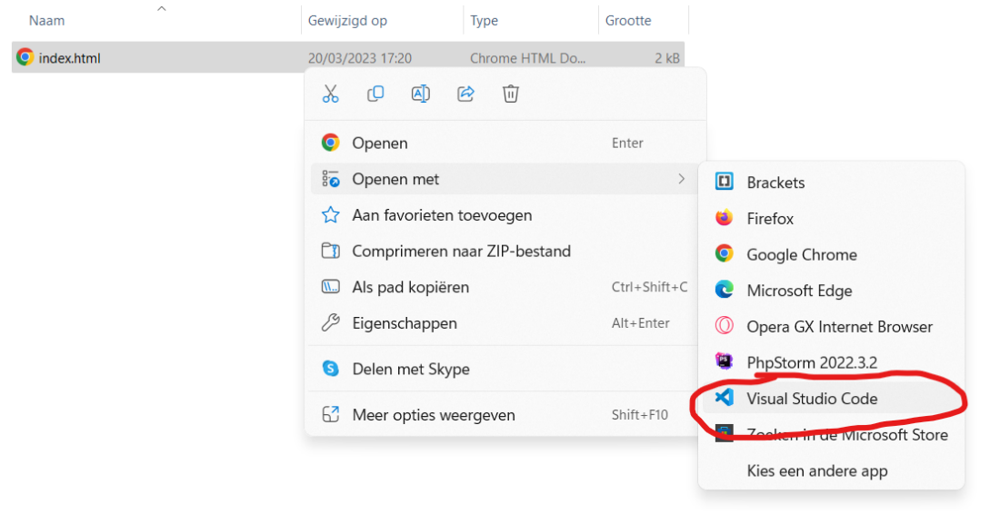 Naam Gewijzigd op Type Grootte
index.html 20/03/2023 17:20 Chrome HTML Do... 2 kB
Openen Enter
Openen met
Aan favorieten toevoegen
Comprimeren naar ZIP-bestand
Als pad kopiëren Ctrl+Shift+C
Eigenschappen Alt+Enter
Delen met Skype
Meer opties weergeven Shift+F10
Brackets
Firefox
Google Chrome
Microsoft Edge
Opera GX Internet Browser
PhpStorm 2022.3.2
Visual Studio Code
Zoeken in de Microsoft Store
Kies een andere app